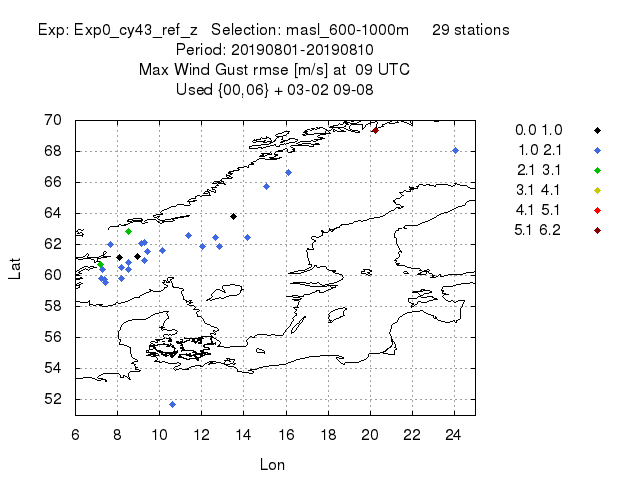 Exp: Exp0_cy43_ref_z   Selection: masl_600-1000m     29 stations
Period: 20190801-20190810
Max Wind Gust rmse [m/s] at  09 UTC
Used {00,06} + 03-02 09-08
70
68
66
64
62
60
58
56
54
52
Lat
6 8 10 12 14 16 18 20 22 24
Lon
0.0 1.0
1.0 2.1
2.1 3.1
3.1 4.1
4.1 5.1
5.1 6.2